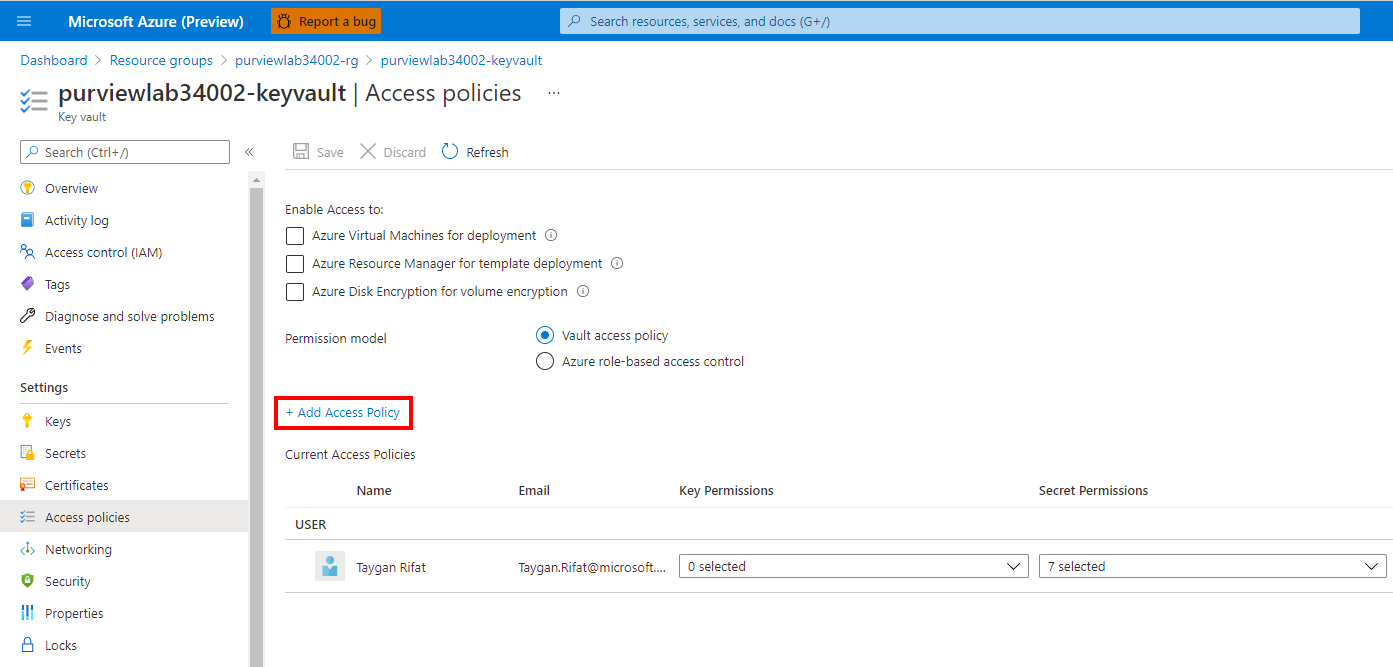 Microsoft Azure (Preview) Report a bug Search resources, services, and docs (G+/)
Dashboard > Resource groups > purviewlab34002-rg > purviewlab34002-keyvault
purviewlab34002-keyvault | Access policies ...
Key vault
Search (Ctrl+/) «
Overview
Activity log
Access control (IAM)
Tags
Diagnose and solve problems
Events
Settings
Keys
Secrets
Certificates
Access policies
Networking
Security
Properties
Locks
Save Discard Refresh
Enable Access to:
Azure Virtual Machines for deployment
Azure Resource Manager for template deployment
Azure Disk Encryption for volume encryption
Permission model
Vault access policy
Azure role-based access control
+ Add Access Policy
Current Access Policies
Name Email Key Permissions Secret Permissions
USER
Taygan Rifat Taygan.Rifat@microsoft.... 0 selected 7 selected